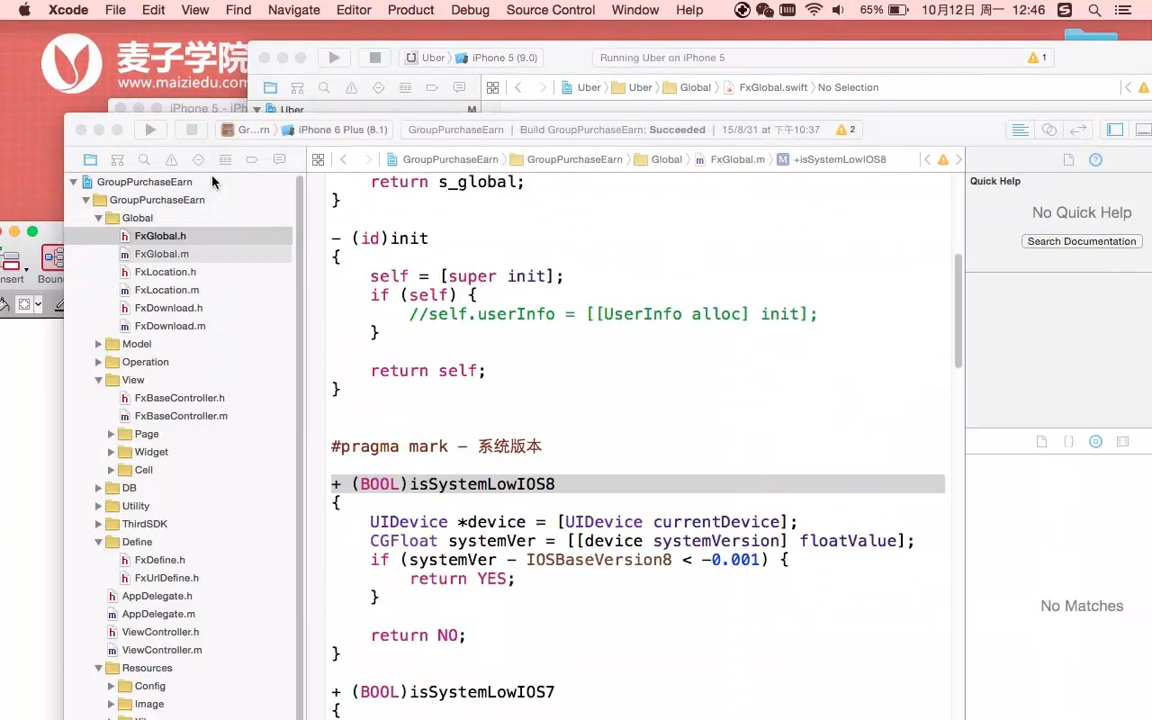 Xcode File Edit View Find Navigate Editor Product Debug Source Control Window Help 65% 10月12日 周一 12:46
麦子学院
www.maiziedu.com
Uber iPhone 5 (9.0) Running Uber on iPhone 5 1
Uber Uber Global FxGlobal.swift No Selection
iPhone 5 - iPh
Uber M
Gr...rn iPhone 6 Plus (8.1) GroupPurchaseEarn Build GroupPurchaseEarn: Succeeded 15/8/31 at 下午10:37 2
GroupPurchaseEarn GroupPurchaseEarn Global FxGlobal.m +isSystemLowIOS8
GroupPurchaseEarn
GroupPurchaseEarn
Global
FxGlobal.h
FxGlobal.m
FxLocation.h
FxLocation.m
FxDownload.h
FxDownload.m
Model
Operation
View
FxBaseController.h
FxBaseController.m
Page
Widget
Cell
DB
Utility
ThirdSDK
Define
FxDefine.h
FxUrlDefine.h
AppDelegate.h
AppDelegate.m
ViewController.h
ViewController.m
Resources
Config
Image
nsert Boun
return s_global;
}
- (id)init
{
self = [super init];
if (self) {
//self.userInfo = [[UserInfo alloc] init];
}
return self;
}
#pragma mark - 系统版本
+ (BOOL)isSystemLowIOS8
{
UIDevice *device = [UIDevice currentDevice];
CGFloat systemVer = [[device systemVersion] floatValue];
if (systemVer - IOSBaseVersion8 < -0.001) {
return YES;
}
return NO;
}
+ (BOOL)isSystemLowIOS7
{
Quick Help
No Quick Help
Search Documentation
No Matches